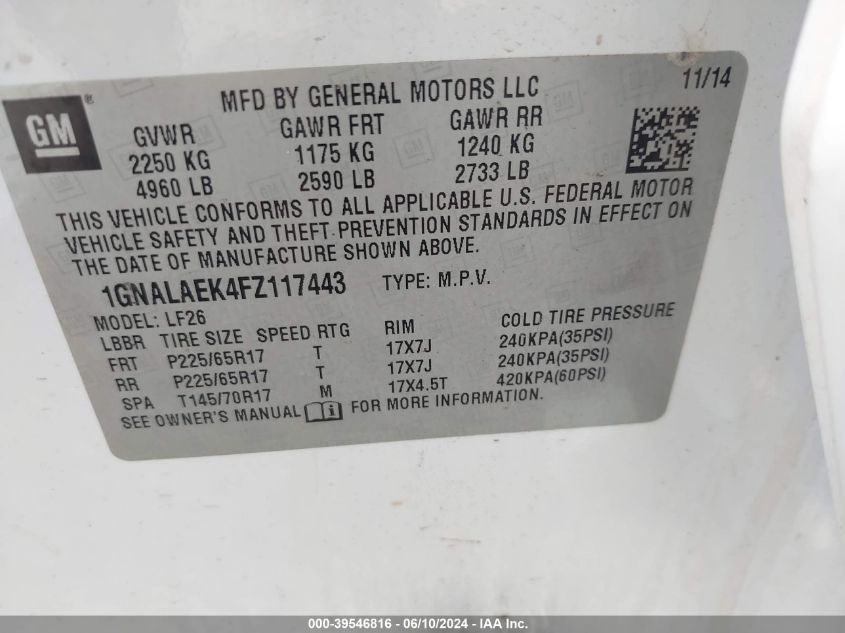 GM ® MFD BY GENERAL MOTORS LLC 11/14
GVWR GAWR FRT GAWR RR
2250 KG 1175 KG 1240 KG
4960 LB 2590 LB 2733 LB
THIS VEHICLE CONFORMS TO ALL APPLICABLE U.S. FEDERAL MOTOR
VEHICLE SAFETY AND THEFT PREVENTION STANDARDS IN EFFECT ON
THE DATE OF MANUFACTURE SHOWN ABOVE.
1GNALAEK4FZ117443 TYPE: M.P.V.
MODEL: LF26
LBBR TIRE SIZE SPEED RTG RIM COLD TIRE PRESSURE
FRT P225/65R17 T 17X7J 240KPA(35PSI)
RR P225/65R17 T 17X7J 240KPA(35PSI)
SPA T145/70R17 M 17X4.5T 420KPA(60PSI)
SEE OWNER'S MANUAL i FOR MORE INFORMATION.
000-39546816 - 06/10/2024 - IAA Inc.